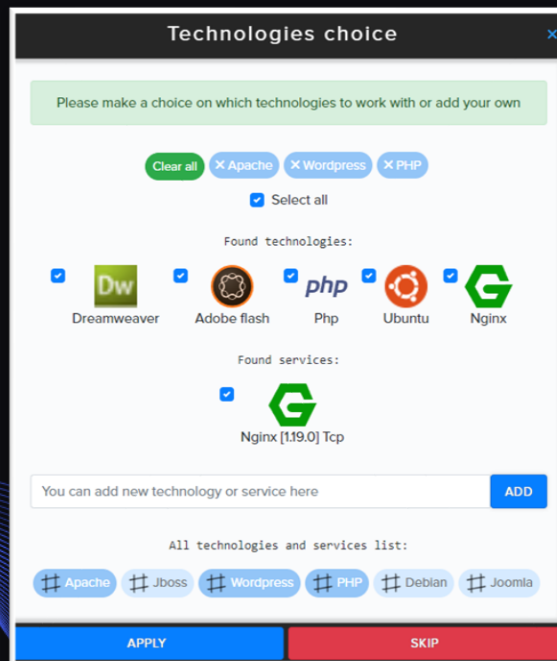 Technologies choice ×
Please make a choice on which technologies to work with or add your own
Clear all × Apache × Wordpress × PHP
Select all
Found technologies:
Dw php
Dreamweaver Adobe flash Php Ubuntu Nginx
Found services:
Nginx [1.19.0] Tcp
You can add new technology or service here ADD
All technologies and services list:
# Apache # Jboss # Wordpress # PHP # Debian # Joomla
APPLY SKIP